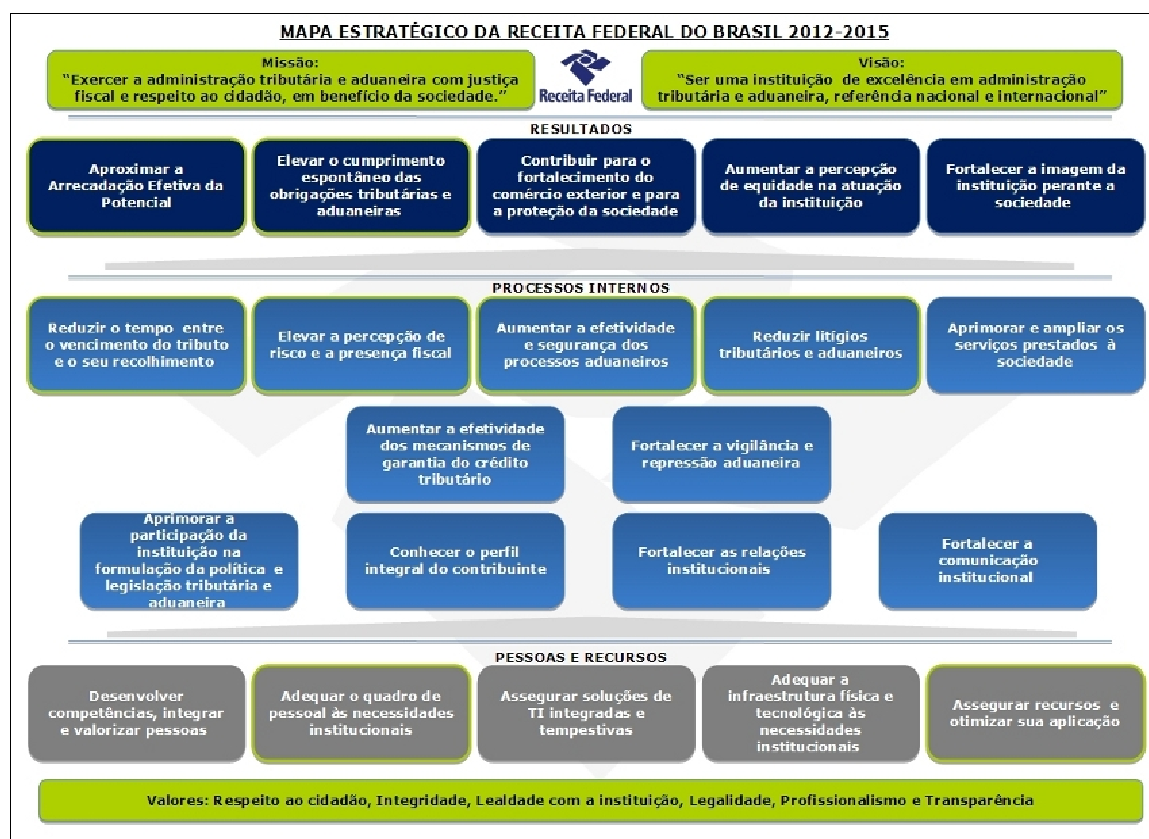 MAPA ESTRATÉGICO DA RECEITA FEDERAL DO BRASIL 2012-2015
Missão:
“Exercer a administração tributária e aduaneira com justiça
fiscal e respeito ao cidadão, em benefício da sociedade.”
Receita Federal
Visão:
“Ser uma instituição de excelência em administração
tributária e aduaneira, referência nacional e internacional”
RESULTADOS
Aproximar a
Arrecadação Efetiva da
Potencial
Elevar o cumprimento
espontâneo das
obrigações tributárias e
aduaneiras
Contribuir para o
fortalecimento do
comércio exterior e para
a proteção da sociedade
Aumentar a percepção
de equidade na atuação
da instituição
Fortalecer a imagem da
instituição perante a
sociedade
PROCESSOS INTERNOS
Reduzir o tempo entre
o vencimento do tributo
e o seu recolhimento
Elevar a percepção de
risco e a presença fiscal
Aumentar a efetividade
e segurança dos
processos aduaneiros
Reduzir litígios
tributários e aduaneiros
Aprimorar e ampliar os
serviços prestados à
sociedade
Aumentar a efetividade
dos mecanismos de
garantia do crédito
tributário
Fortalecer a vigilância e
repressão aduaneira
Aprimorar a
participação da
instituição na
formulação da política e
legislação tributária e
aduaneira
Conhecer o perfil
integral do contribuinte
Fortalecer as relações
institucionais
Fortalecer a
comunicação
institucional
PESSOAS E RECURSOS
Desenvolver
competências, integrar
e valorizar pessoas
Adequar o quadro de
pessoal às necessidades
institucionais
Assegurar soluções de
TI integradas e
tempestivas
Adequar a
infraestrutura física e
tecnológica às
necessidades
institucionais
Assegurar recursos e
otimizar sua aplicação
Valores: Respeito ao cidadão, Integridade, Lealdade com a instituição, Legalidade, Profissionalismo e Transparência